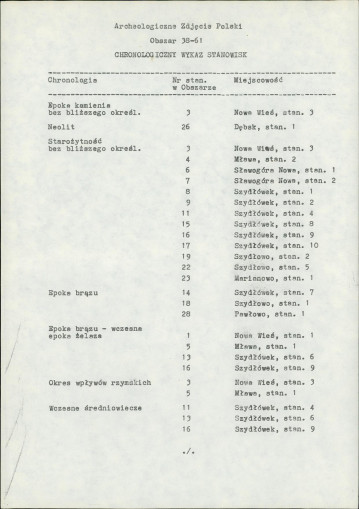 Archeologiczne Zdjęcie Polski
Obszar 38-61
CHRONOLOGICZNY WYKAZ STANOWISK
Chronologia Nr stan. w Obszarze Miejscowość
Epoka kamienia
bez bliższego określ. 3 Nowa Wieś, stan. 3
Neolit 26 Dębsk, stan. 1
Starożytność
bez bliższego określ. 3 Nowa Wieś, stan. 3
4 Mława, stan. 2
6 Sławogóra Nowa, stan. 1
7 Sławogóra Nowa, stan. 2
8 Szydłówek, stan. 1
9 Szydłówek, stan. 2
11 Szydłówek, stan. 4
15 Szydłówek, stan. 8
16 Szydłówek, stan. 9
17 Szydłówek, stan. 10
19 Szydłowo, stan. 2
22 Szydłowo, stan. 5
23 Marianowo, stan. 1
Epoka brązu 14 Szydłówek, stan. 7
18 Szydłowo, stan. 1
28 Pawłowo, stan. 1
Epoka brązu - wczesna
epoka żelaza 1 Nowa Wieś, stan. 1
5 Mława, stan. 1
13 Szydłówek, stan. 6
16 Szydłówek, stan. 9
Okres wpływów rzymskich 3 Nowa Wieś, stan. 3
5 Mława, stan. 1
Wczesne średniowiecze 11 Szydłówek, stan. 4
13 Szydłówek, stan. 6
16 Szydłówek, stan. 9
./.